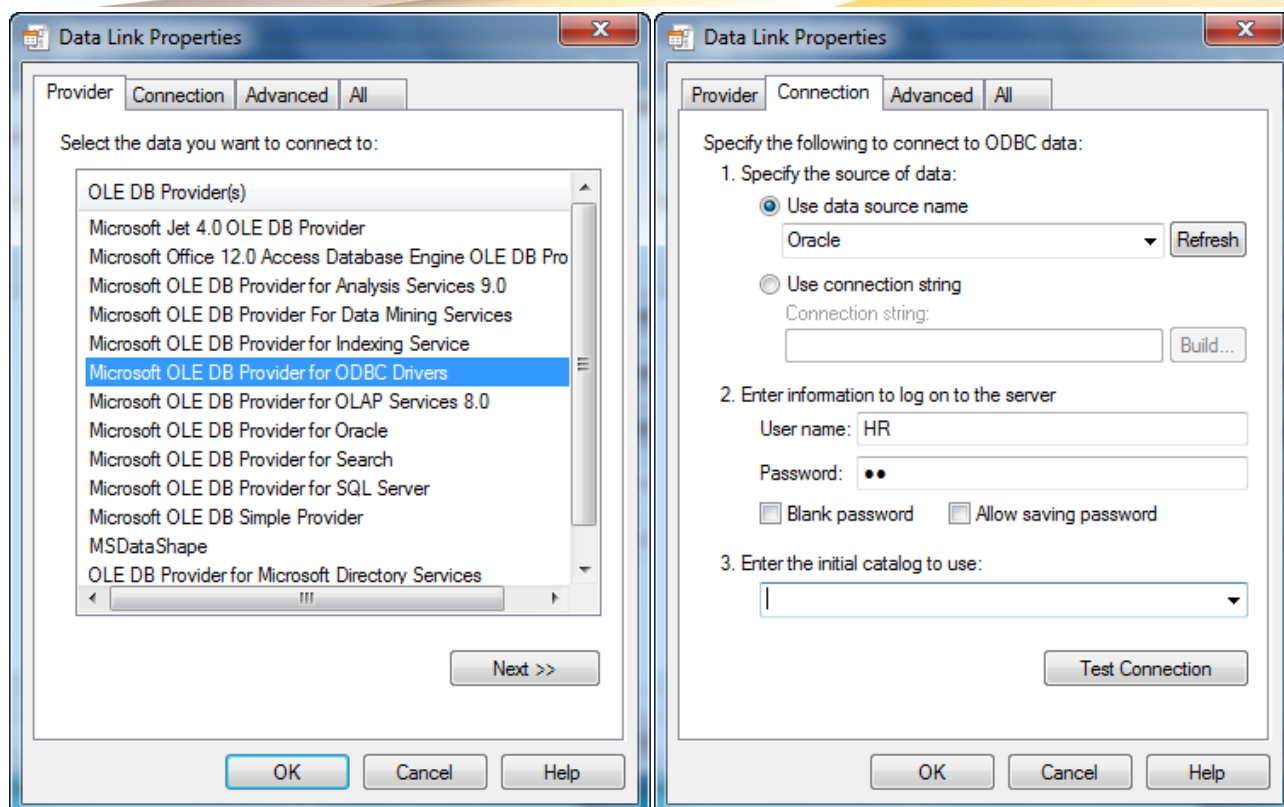 Data Link Properties
Provider Connection Advanced All
Select the data you want to connect to:
OLE DB Provider(s)
Microsoft Jet 4.0 OLE DB Provider
Microsoft Office 12.0 Access Database Engine OLE DB Pro
Microsoft OLE DB Provider for Analysis Services 9.0
Microsoft OLE DB Provider For Data Mining Services
Microsoft OLE DB Provider for Indexing Service
Microsoft OLE DB Provider for ODBC Drivers
Microsoft OLE DB Provider for OLAP Services 8.0
Microsoft OLE DB Provider for Oracle
Microsoft OLE DB Provider for Search
Microsoft OLE DB Provider for SQL Server
Microsoft OLE DB Simple Provider
MSDataShape
OLE DB Provider for Microsoft Directory Services
Next >>
OK Cancel Help
Data Link Properties
Provider Connection Advanced All
Specify the following to connect to ODBC data:
1. Specify the source of data:
Use data source name
Oracle Refresh
Use connection string
Connection string:
Build...
2. Enter information to log on to the server
User name: HR
Password: ●●
Blank password Allow saving password
3. Enter the initial catalog to use:
Test Connection
OK Cancel Help